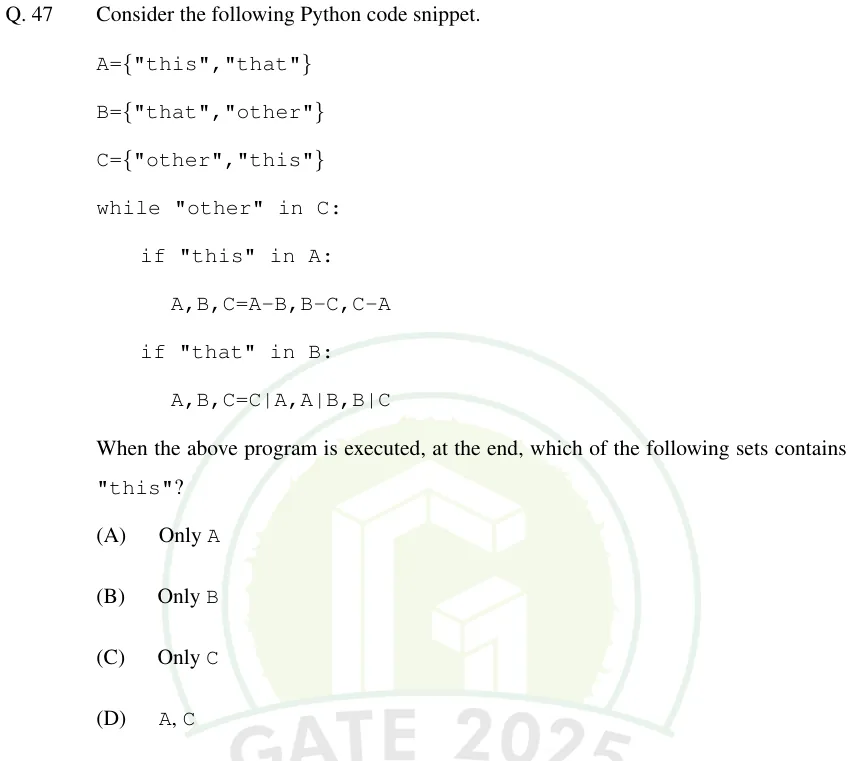 Q. 47 Consider the following Python code snippet.
A={"this","that"}
B={"that","other"}
C={"other","this"}
while "other" in C:
if "this" in A:
A,B,C=A-B,B-C,C-A
if "that" in B:
A,B,C=C|A,A|B,B|C
When the above program is executed, at the end, which of the following sets contains
"this"?
(A) Only A
(B) Only B
(C) Only C
(D) A, C
GATE 2025